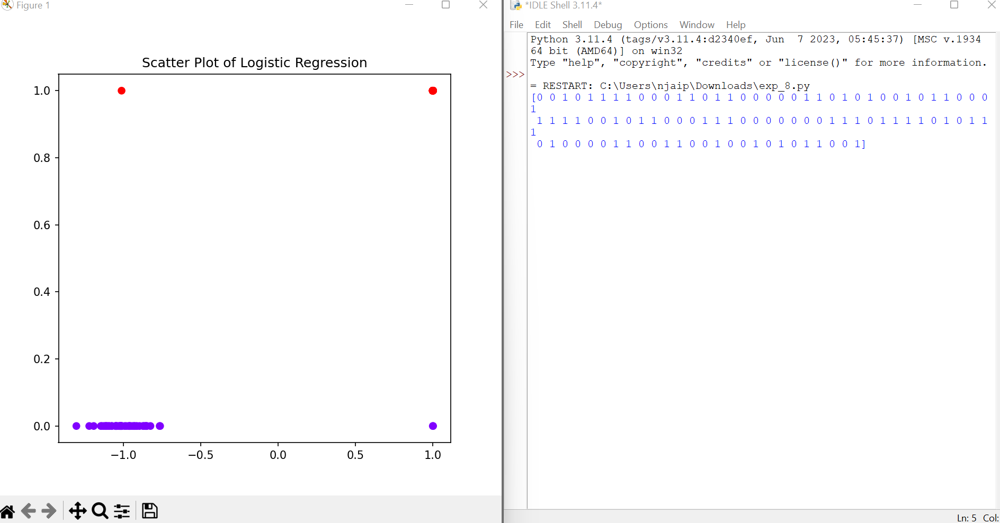 Figure 1
Scatter Plot of Logistic Regression
1.0
0.8
0.6
0.4
0.2
0.0
−1.0 −0.5 0.0 0.5 1.0
*IDLE Shell 3.11.4*
File Edit Shell Debug Options Window Help
Python 3.11.4 (tags/v3.11.4:d2340ef, Jun  7 2023, 05:45:37) [MSC v.1934
64 bit (AMD64)] on win32
Type "help", "copyright", "credits" or "license()" for more information.
>>>
= RESTART: C:\Users\njaip\Downloads\exp_8.py
[0 0 1 0 1 1 1 1 0 0 0 1 1 0 1 1 0 0 0 0 0 1 1 0 1 0 1 0 0 1 0 1 1 0 0 0
1
1 1 1 1 0 0 1 0 1 1 0 0 0 1 1 1 0 0 0 0 0 0 0 1 1 1 0 1 1 1 1 0 1 0 1 1
1
0 1 0 0 0 0 1 1 0 0 1 1 0 0 1 0 0 1 0 1 0 1 1 0 0 1]
Ln: 5 Col: